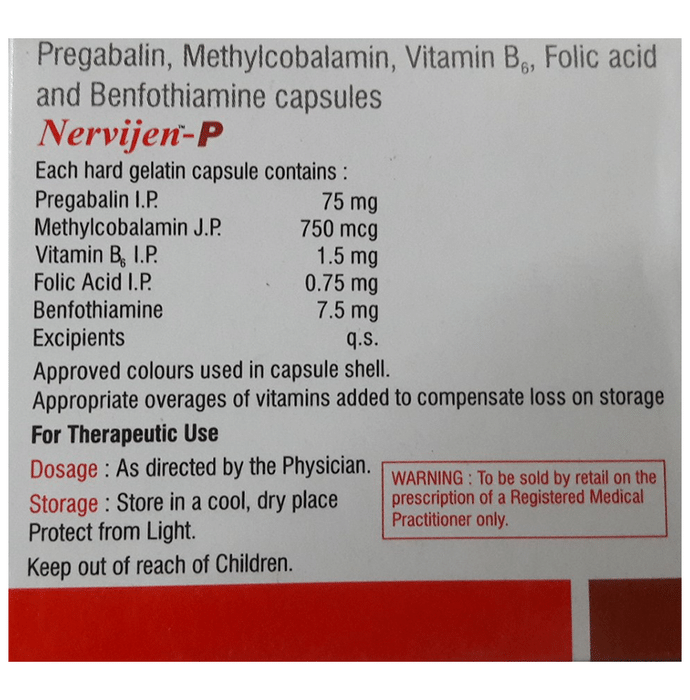 Pregabalin, Methylcobalamin, Vitamin B₆, Folic acid
and Benfothiamine capsules
Nervijen™-P
Each hard gelatin capsule contains :
Pregabalin I.P. 75 mg
Methylcobalamin J.P. 750 mcg
Vitamin B₆ I.P. 1.5 mg
Folic Acid I.P. 0.75 mg
Benfothiamine 7.5 mg
Excipients q.s.
Approved colours used in capsule shell.
Appropriate overages of vitamins added to compensate loss on storage
For Therapeutic Use
Dosage : As directed by the Physician.
Storage : Store in a cool, dry place
Protect from Light.
Keep out of reach of Children.
WARNING : To be sold by retail on the
prescription of a Registered Medical
Practitioner only.